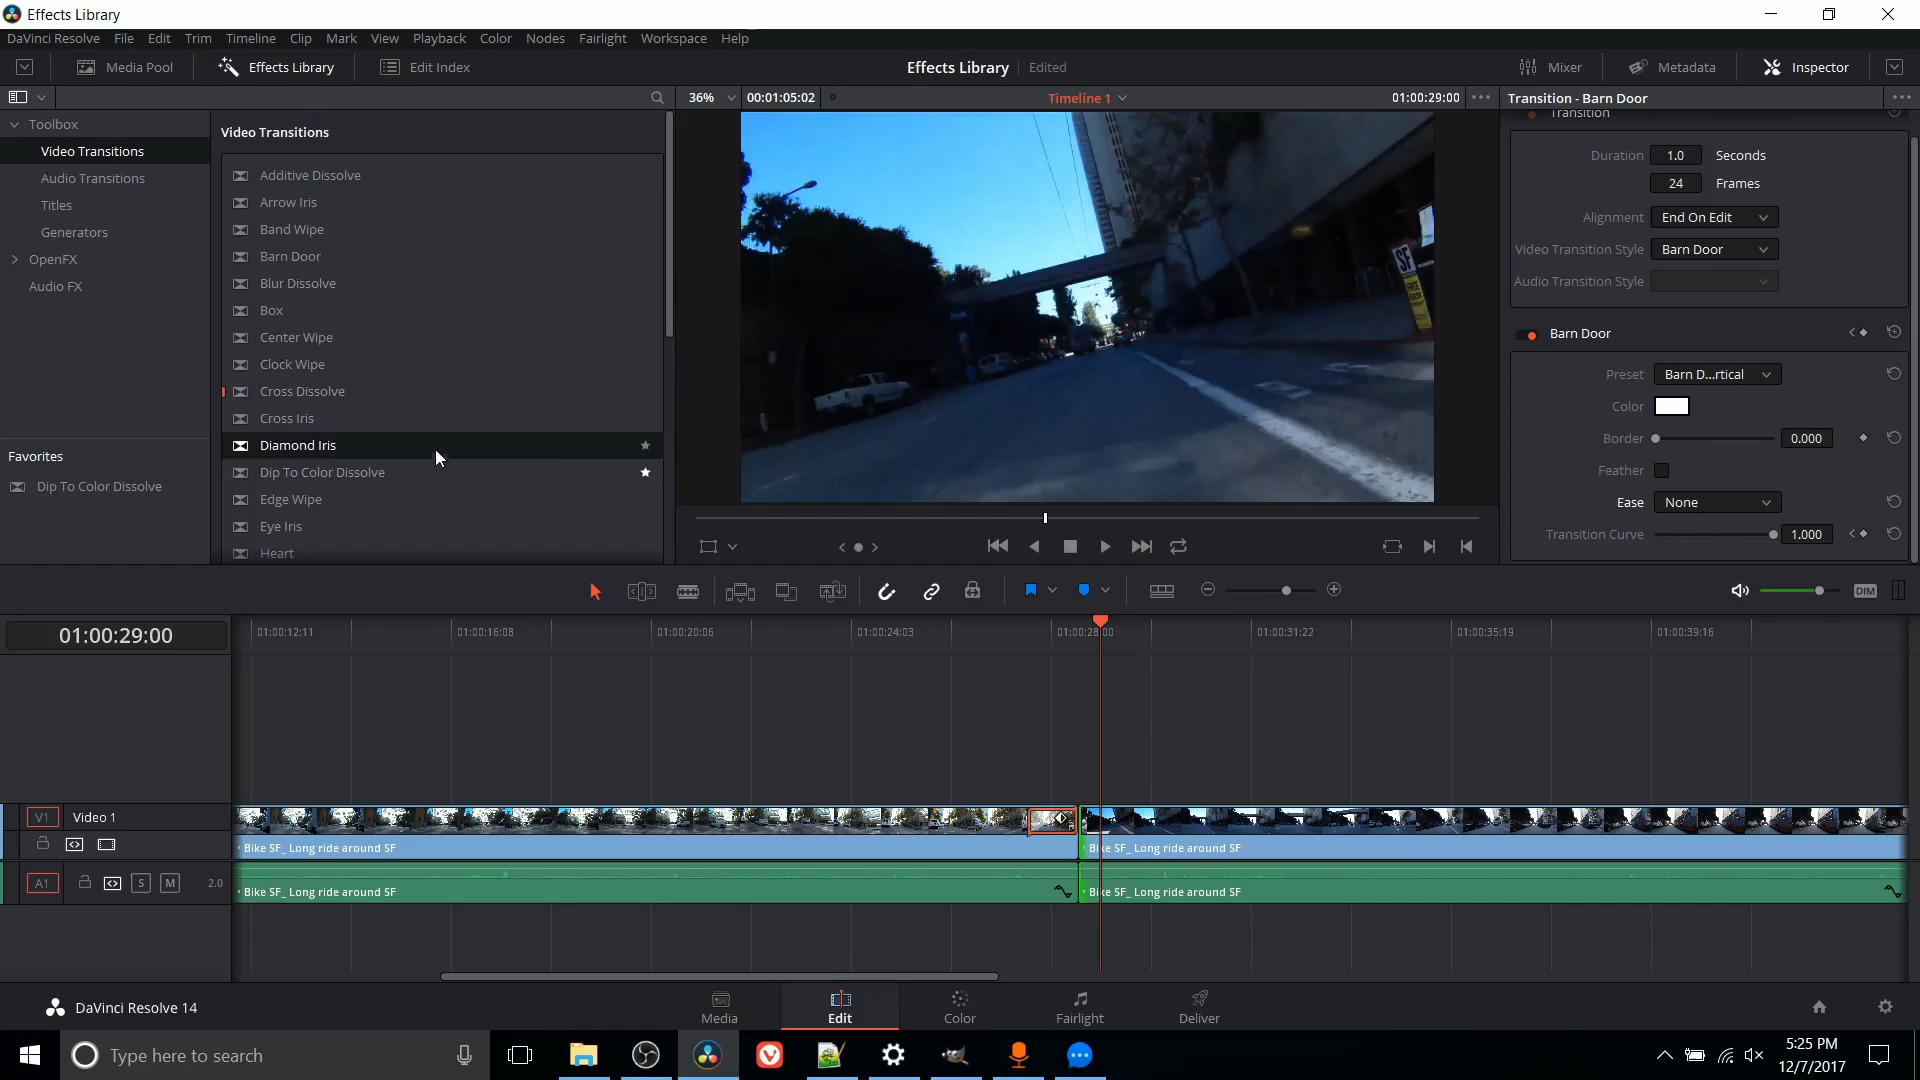 Effects Library
DaVinci Resolve File Edit Trim Timeline Clip Mark View Playback Color Nodes Fairlight Workspace Help
Media Pool Effects Library Edit Index Effects Library Edited Mixer Metadata Inspector
36% 00:01:05:02 Timeline 1 01:00:29:00 Transition - Barn Door
Toolbox
Video Transitions
Audio Transitions
Titles
Generators
OpenFX
Audio FX
Favorites
Dip To Color Dissolve
Video Transitions
Additive Dissolve
Arrow Iris
Band Wipe
Barn Door
Blur Dissolve
Box
Center Wipe
Clock Wipe
Cross Dissolve
Cross Iris
Diamond Iris
Dip To Color Dissolve
Edge Wipe
Eye Iris
Heart
SF
Transition
Duration 1.0 Seconds
24 Frames
Alignment End On Edit
Video Transition Style Barn Door
Audio Transition Style
Barn Door
Preset Barn D...rtical
Color
Border 0.000
Feather
Ease None
Transition Curve 1.000
DIM
01:00:29:00 01:00:12:11 01:00:16:08 01:00:20:06 01:00:24:03 01:00:28:00 01:00:31:22 01:00:35:19 01:00:39:16
V1 Video 1
Bike SF_ Long ride around SF Bike SF_ Long ride around SF
A1 S M 2.0 Bike SF_ Long ride around SF Bike SF_ Long ride around SF
DaVinci Resolve 14 Media Edit Color Fairlight Deliver
Type here to search
5:25 PM
12/7/2017